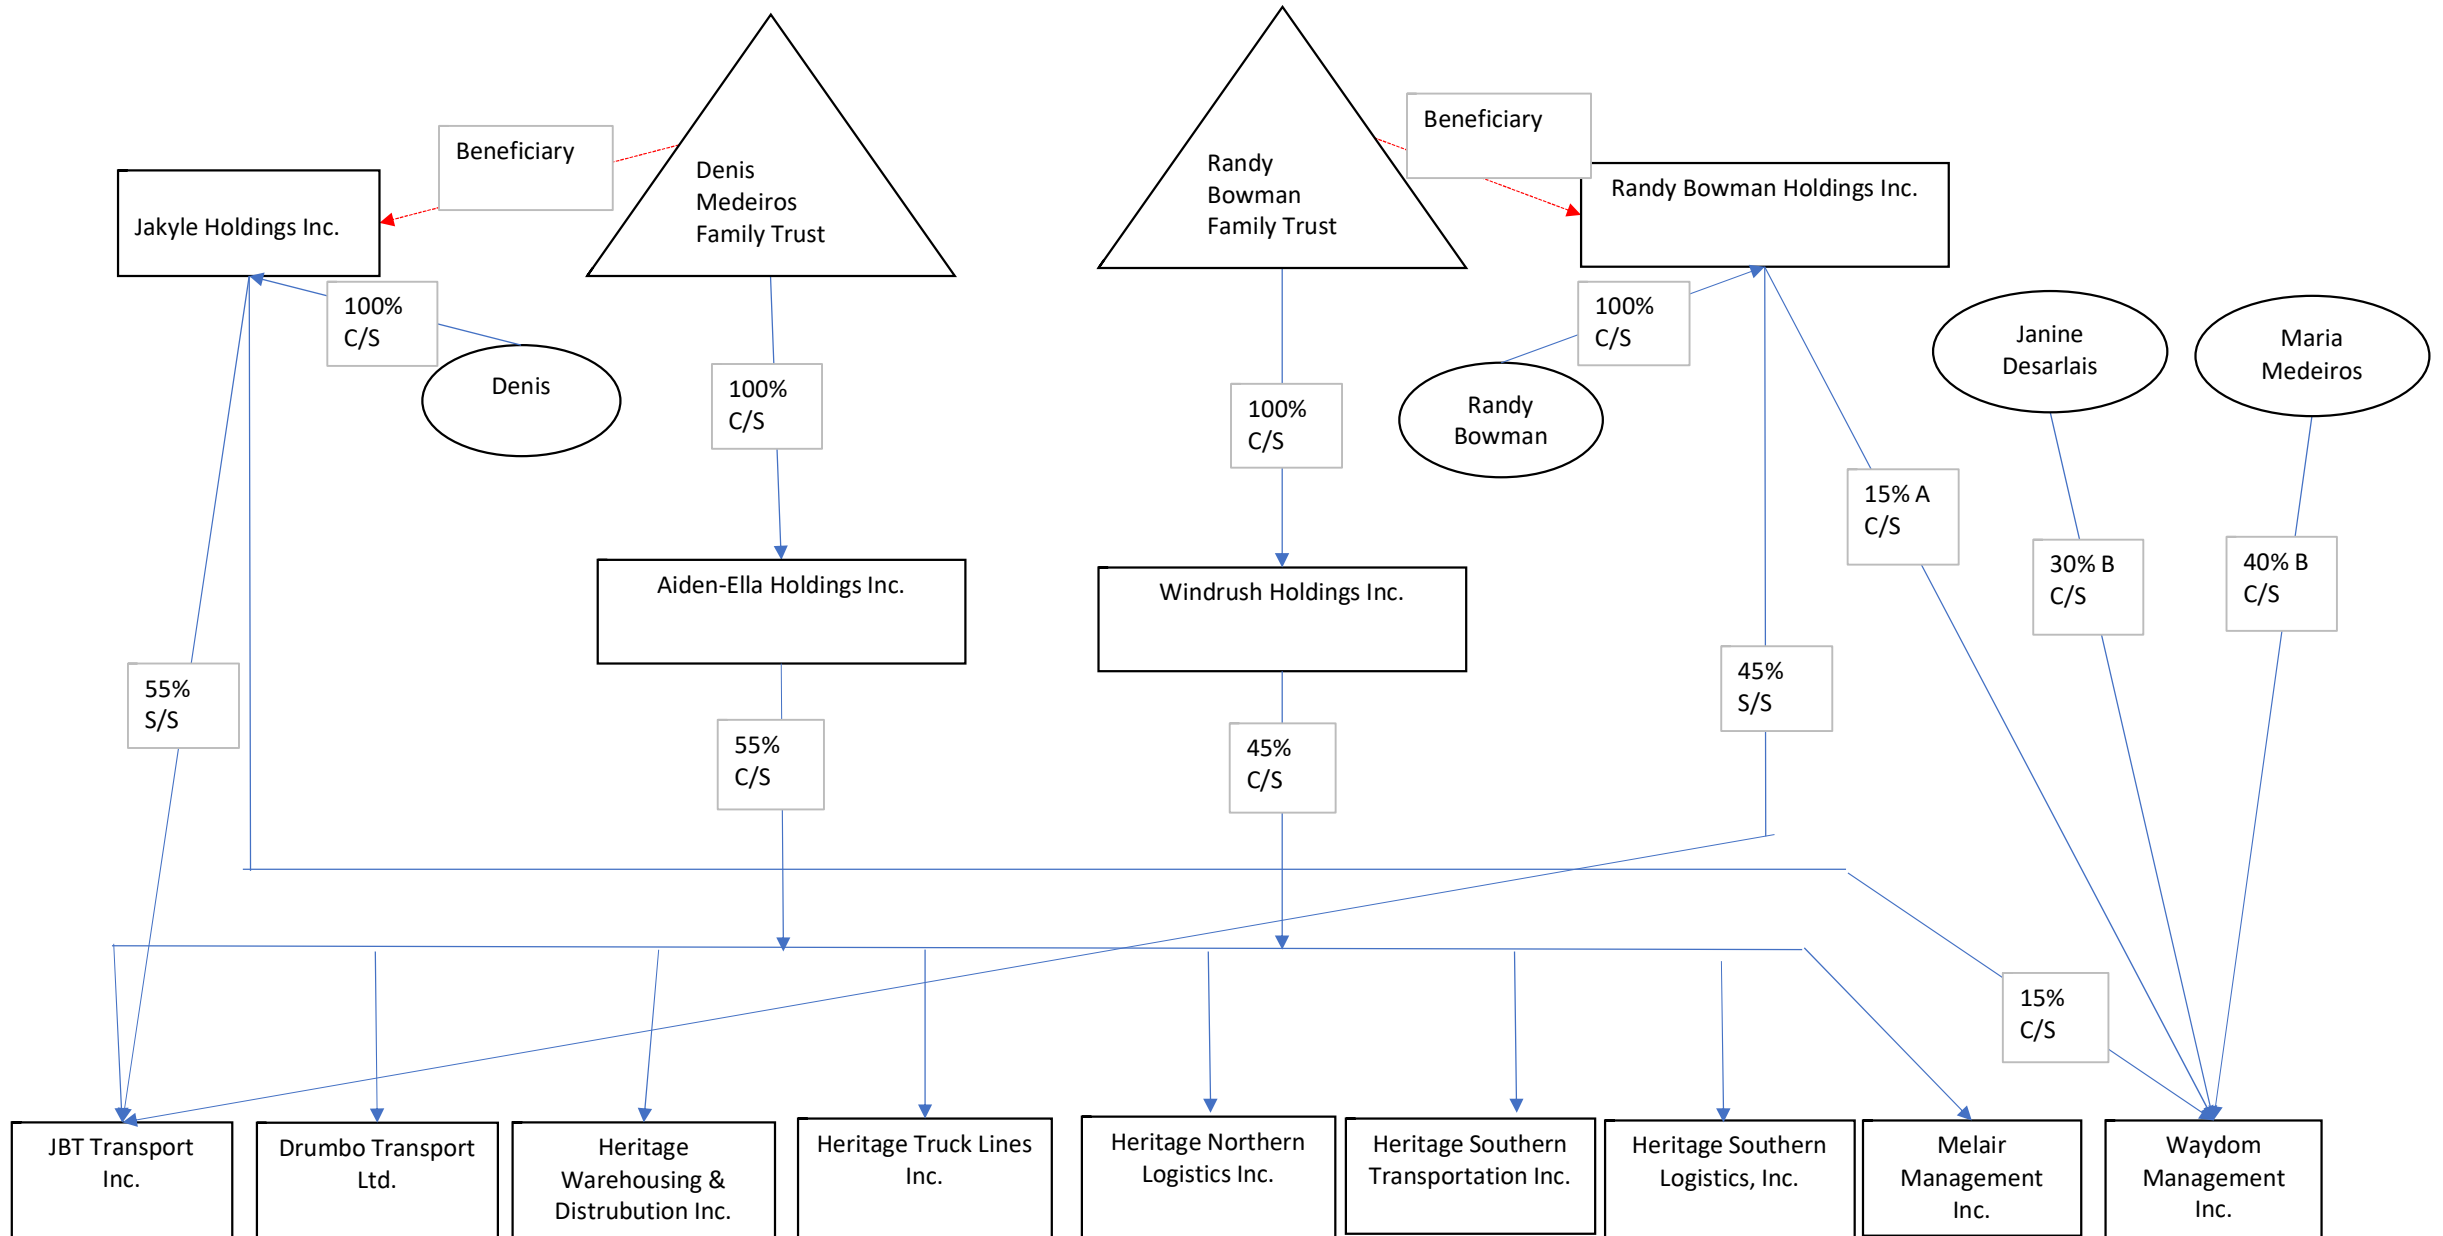 Beneficiary
Beneficiary
Jakyle Holdings Inc.
Denis
Medeiros
Family Trust
Randy
Bowman
Family Trust
Randy Bowman Holdings Inc.
100%
C/S
Denis
100%
C/S
100%
C/S
100%
C/S
Randy
Bowman
Janine
Desarlais
Maria
Medeiros
15% A
C/S
30% B
C/S
40% B
C/S
Aiden-Ella Holdings Inc.
Windrush Holdings Inc.
55%
S/S
55%
C/S
45%
C/S
45%
S/S
15%
C/S
JBT Transport
Inc.
Drumbo Transport
Ltd.
Heritage
Warehousing &
Distrubution Inc.
Heritage Truck Lines
Inc.
Heritage Northern
Logistics Inc.
Heritage Southern
Transportation Inc.
Heritage Southern
Logistics, Inc.
Melair
Management
Inc.
Waydom
Management
Inc.